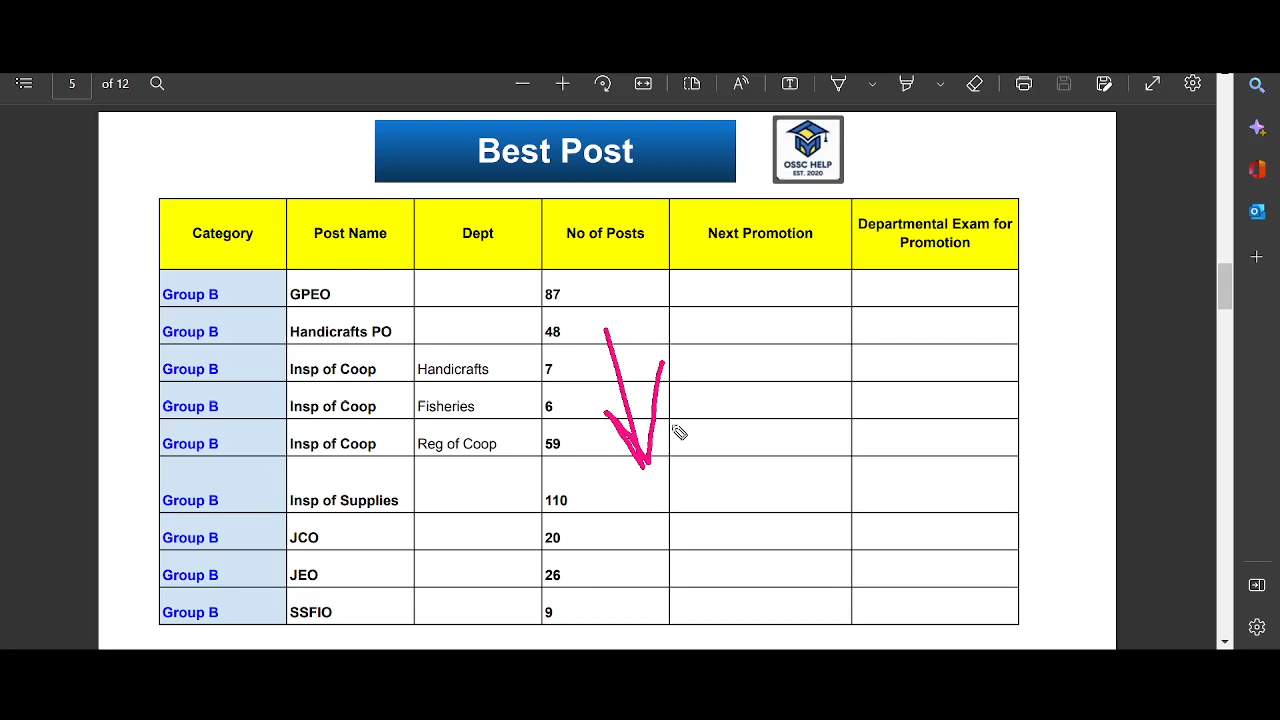 5 of 12
Best Post
OSSC HELP
EST. 2020
Category Post Name Dept No of Posts Next Promotion Departmental Exam for Promotion
Group B GPEO 87
Group B Handicrafts PO 48
Group B Insp of Coop Handicrafts 7
Group B Insp of Coop Fisheries 6
Group B Insp of Coop Reg of Coop 59
Group B Insp of Supplies 110
Group B JCO 20
Group B JEO 26
Group B SSFIO 9